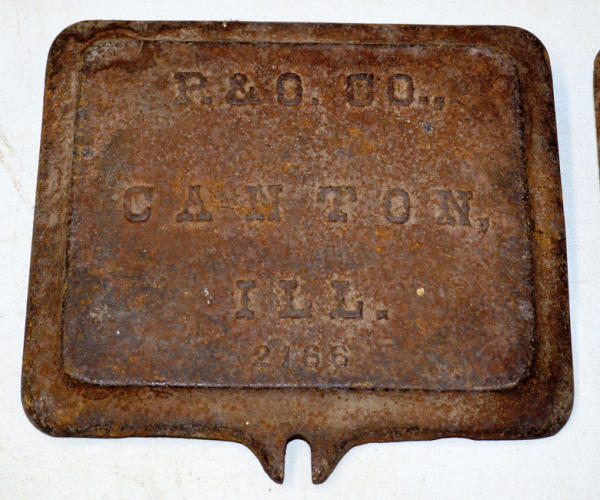 P. & O. CO.,
CANTON,
ILL.
2166